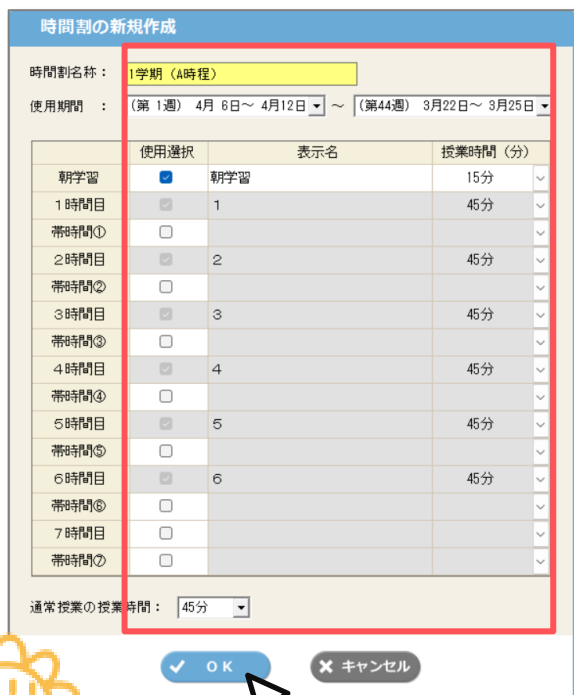 時間割の新規作成
時間割名称： 1学期（A時程）
使用期間 ： （第 1週） 4月 6日～ 4月12日 ～ （第44週） 3月22日～ 3月25日
使用選択 表示名 授業時間（分）
朝学習 朝学習 15分
１時間目 1 45分
帯時間①
２時間目 2 45分
帯時間②
３時間目 3 45分
帯時間③
４時間目 4 45分
帯時間④
５時間目 5 45分
帯時間⑤
６時間目 6 45分
帯時間⑥
７時間目
帯時間⑦
通常授業の授業時間： 45分
ＯＫ キャンセル